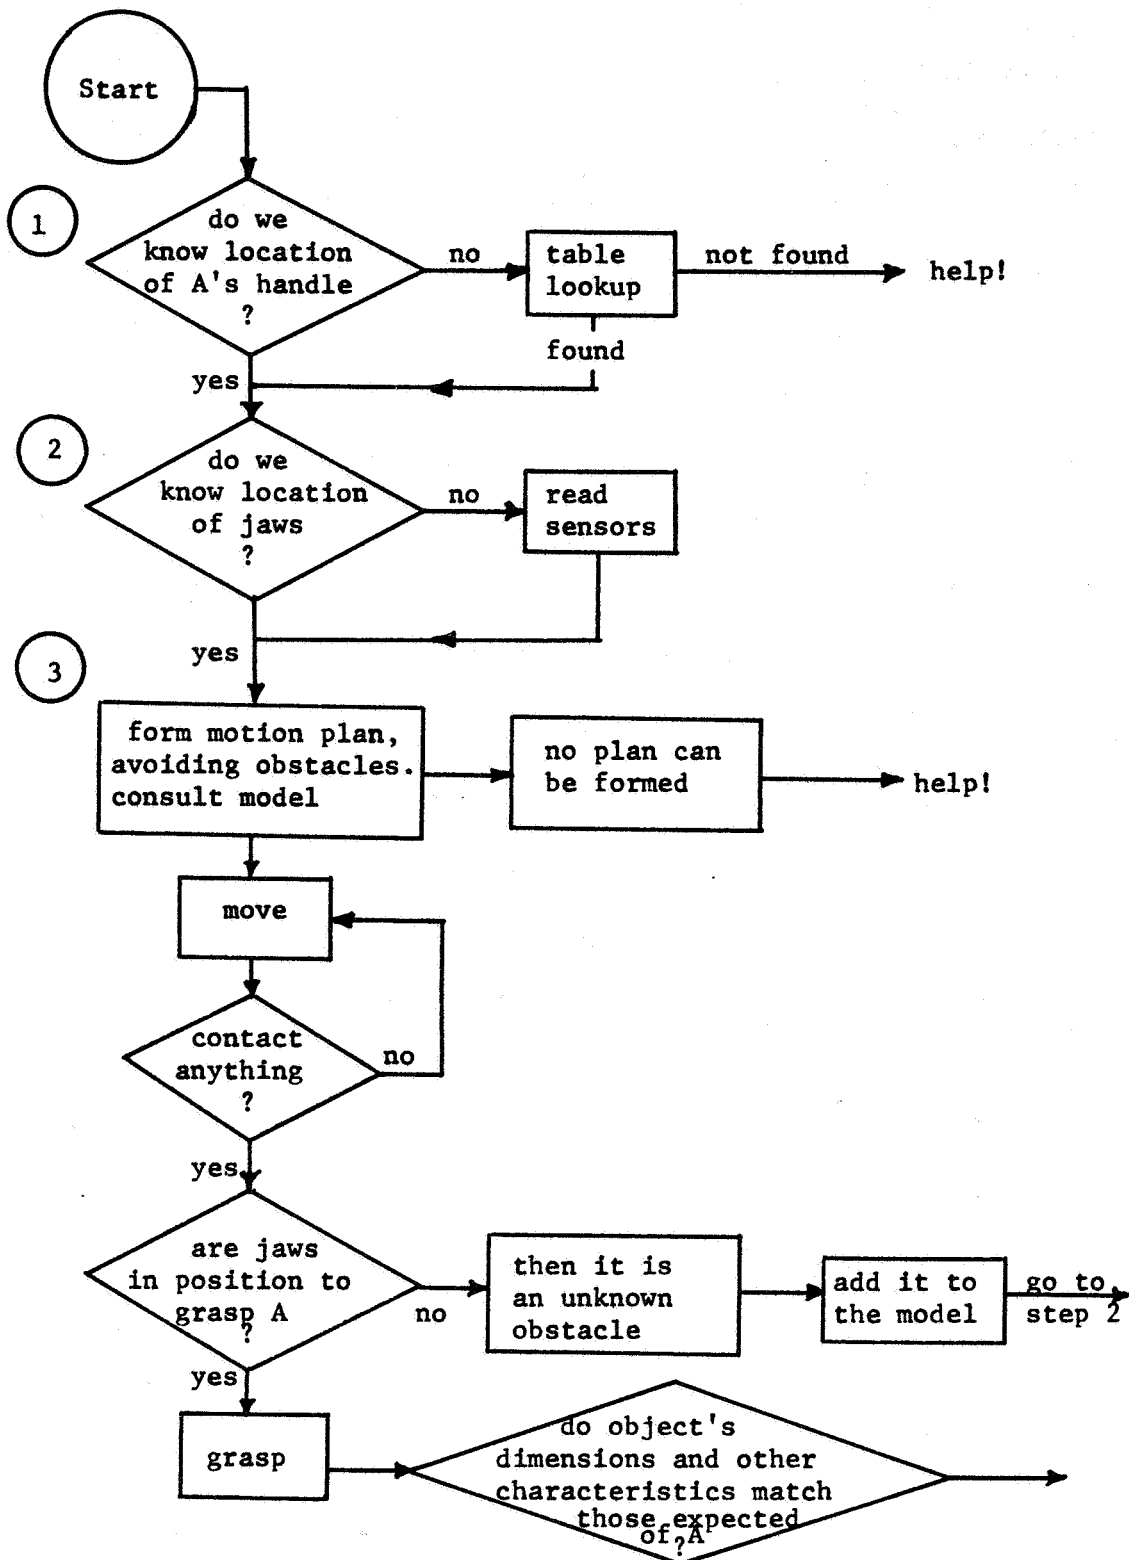 Start
1
do we
know location
of A's handle
?
no
table
lookup
not found
help!
found
yes
2
do we
know location
of jaws
?
no
read
sensors
yes
3
form motion plan,
avoiding obstacles.
consult model
no plan can
be formed
help!
move
contact
anything
?
no
yes
are jaws
in position to
grasp A
?
no
then it is
an unknown
obstacle
add it to
the model
go to
step 2
yes
grasp
do object's
dimensions and other
characteristics match
those expected
of A
?